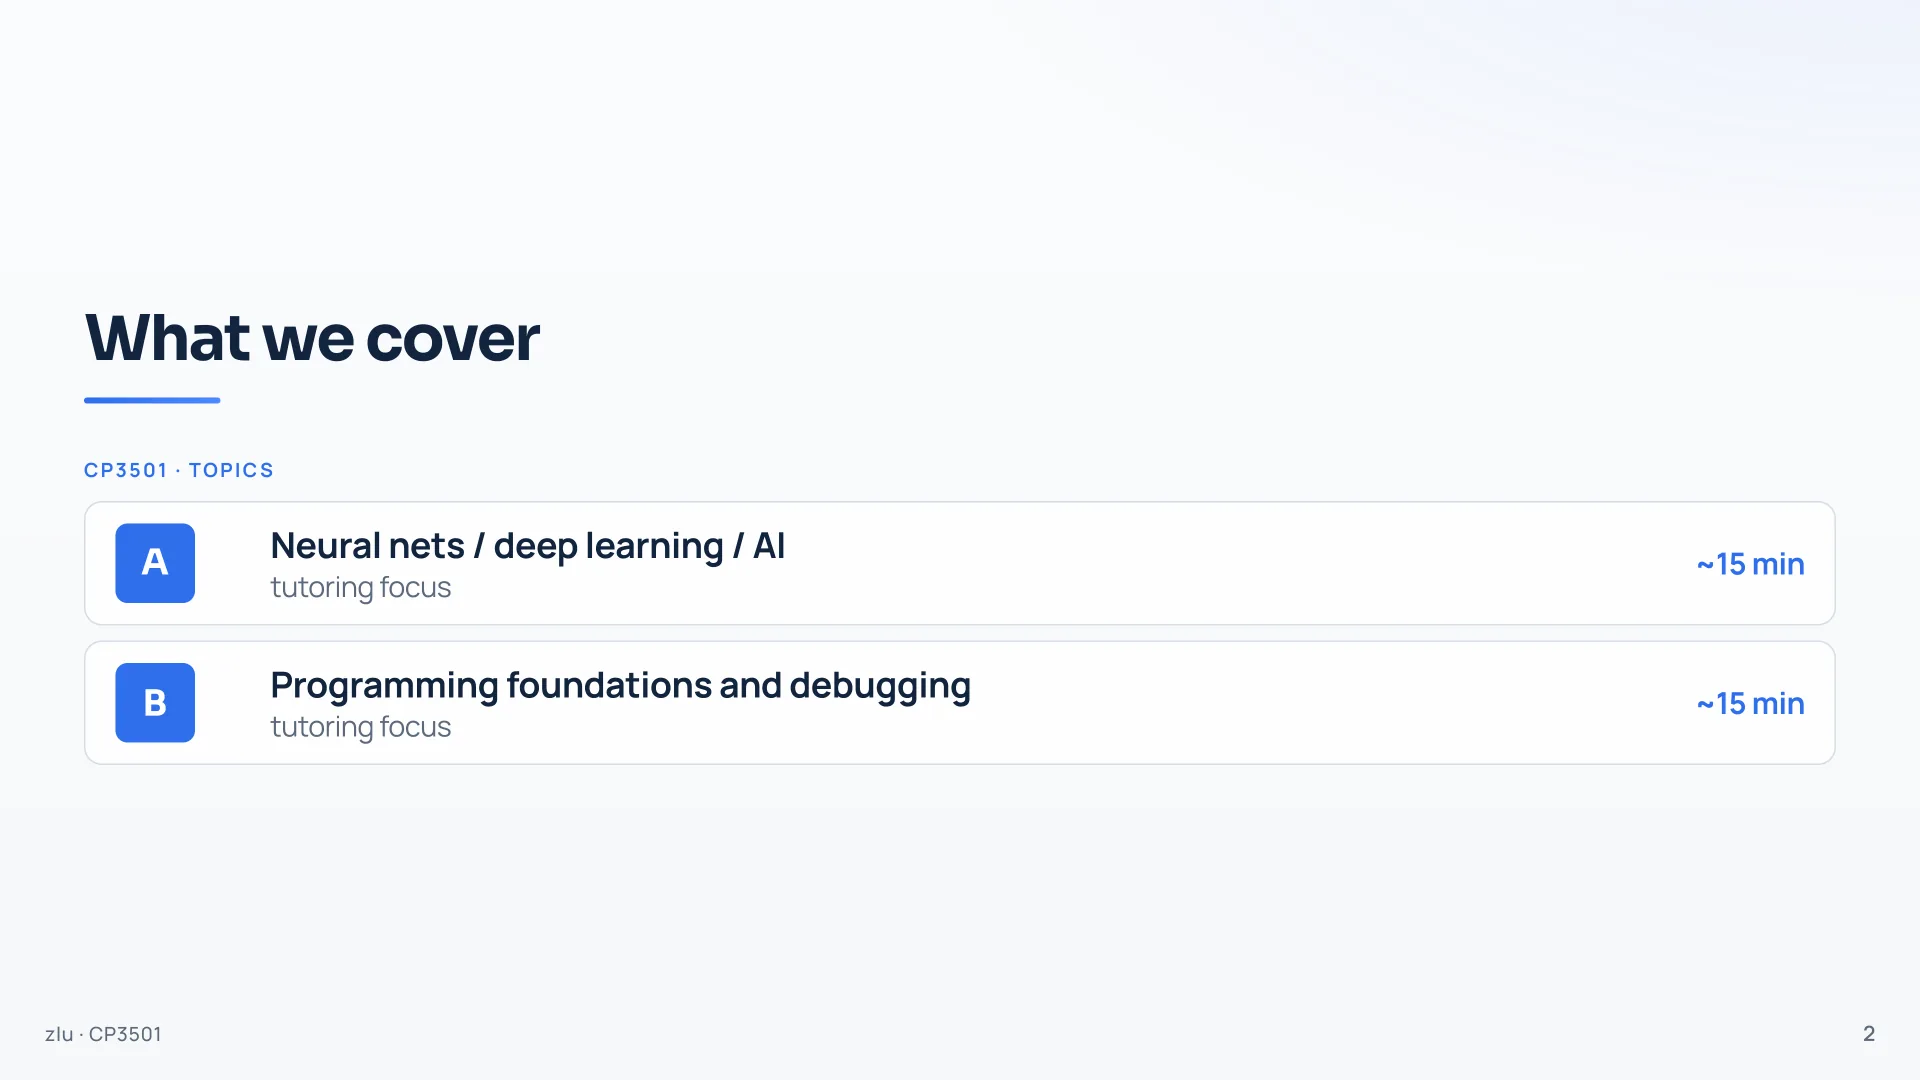 What we cover
CP3501 · TOPICS
A
Neural nets / deep learning / AI
tutoring focus
~15 min
B
Programming foundations and debugging
tutoring focus
~15 min
zlu · CP3501
2